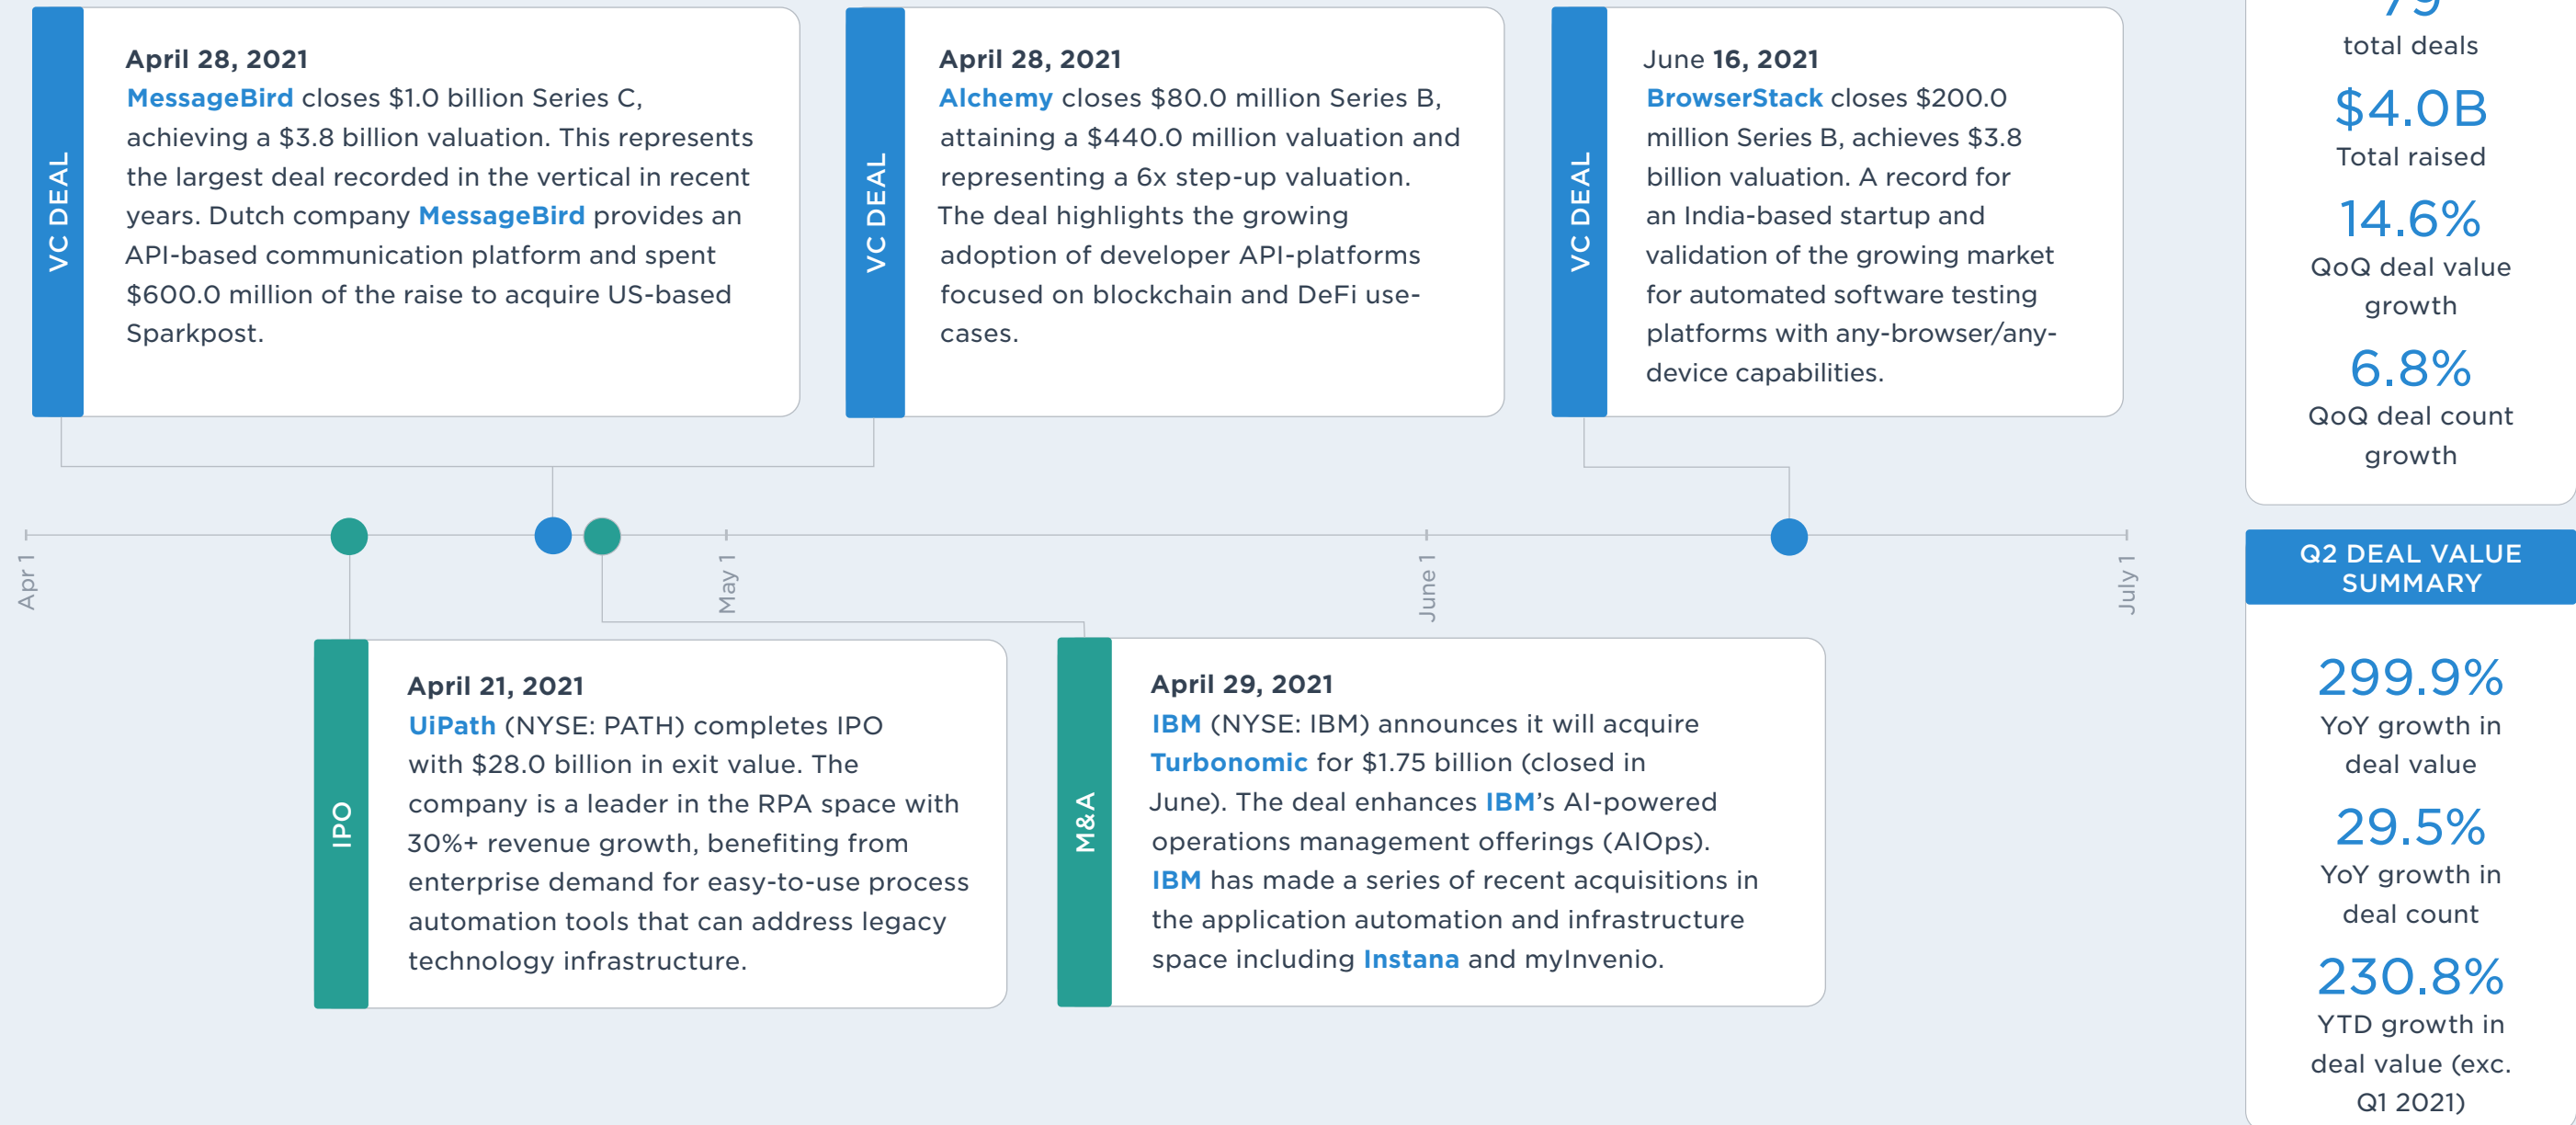 VC DEAL
April 28, 2021
MessageBird closes $1.0 billion Series C,
achieving a $3.8 billion valuation. This represents
the largest deal recorded in the vertical in recent
years. Dutch company MessageBird provides an
API-based communication platform and spent
$600.0 million of the raise to acquire US-based
Sparkpost.
VC DEAL
April 28, 2021
Alchemy closes $80.0 million Series B,
attaining a $440.0 million valuation and
representing a 6x step-up valuation.
The deal highlights the growing
adoption of developer API-platforms
focused on blockchain and DeFi use-
cases.
VC DEAL
June 16, 2021
BrowserStack closes $200.0
million Series B, achieves $3.8
billion valuation. A record for
an India-based startup and
validation of the growing market
for automated software testing
platforms with any-browser/any-
device capabilities.
79
total deals
$4.0B
Total raised
14.6%
QoQ deal value
growth
6.8%
QoQ deal count
growth
Apr 1
May 1
June 1
July 1
IPO
April 21, 2021
UiPath (NYSE: PATH) completes IPO
with $28.0 billion in exit value. The
company is a leader in the RPA space with
30%+ revenue growth, benefiting from
enterprise demand for easy-to-use process
automation tools that can address legacy
technology infrastructure.
M&A
April 29, 2021
IBM (NYSE: IBM) announces it will acquire
Turbonomic for $1.75 billion (closed in
June). The deal enhances IBM's AI-powered
operations management offerings (AIOps).
IBM has made a series of recent acquisitions in
the application automation and infrastructure
space including Instana and myInvenio.
Q2 DEAL VALUE
SUMMARY
299.9%
YoY growth in
deal value
29.5%
YoY growth in
deal count
230.8%
YTD growth in
deal value (exc.
Q1 2021)